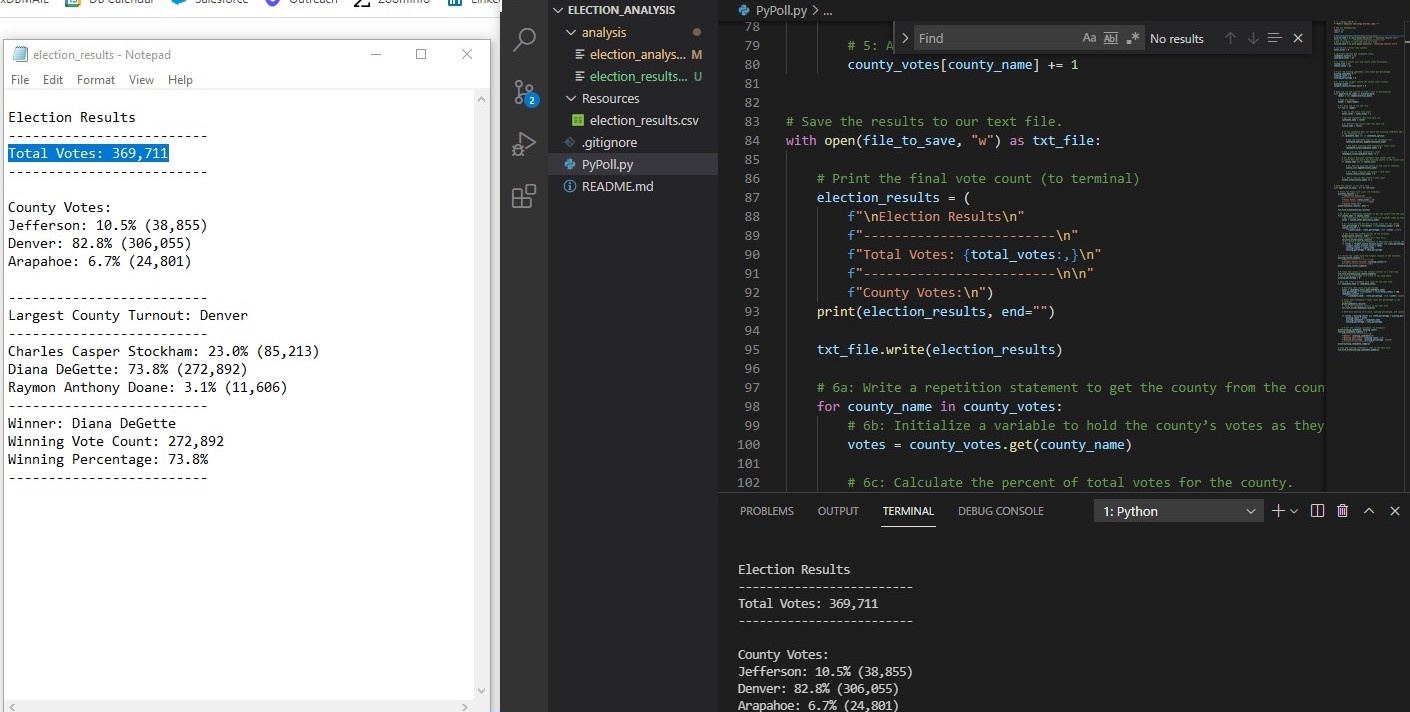 DB Calendar
Salesforce
Outreach
ZoomInfo
election_results - Notepad
File Edit Format View Help
Election Results
-------------------------
Total Votes: 369,711
-------------------------
County Votes:
Jefferson: 10.5% (38,855)
Denver: 82.8% (306,055)
Arapahoe: 6.7% (24,801)
-------------------------
Largest County Turnout: Denver
-------------------------
Charles Casper Stockham: 23.0% (85,213)
Diana DeGette: 73.8% (272,892)
Raymon Anthony Doane: 3.1% (11,606)
-------------------------
Winner: Diana DeGette
Winning Vote Count: 272,892
Winning Percentage: 73.8%
-------------------------
2
ELECTION_ANALYSIS
analysis
election_analys... M
election_results... U
Resources
election_results.csv
.gitignore
PyPoll.py
README.md
PyPoll.py > ...
Find
Aa Abl .*
No results
78
79 # 5: A
80 county_votes[county_name] += 1
81
82
83 # Save the results to our text file.
84 with open(file_to_save, "w") as txt_file:
85
86 # Print the final vote count (to terminal)
87 election_results = (
88 f"\nElection Results\n"
89 f"-------------------------\n"
90 f"Total Votes: {total_votes:,}\n"
91 f"-------------------------\n\n"
92 f"County Votes:\n")
93 print(election_results, end="")
94
95 txt_file.write(election_results)
96
97 # 6a: Write a repetition statement to get the county from the coun
98 for county_name in county_votes:
99 # 6b: Initialize a variable to hold the county’s votes as they
100 votes = county_votes.get(county_name)
101
102 # 6c: Calculate the percent of total votes for the county.
PROBLEMS OUTPUT TERMINAL DEBUG CONSOLE
1: Python
Election Results
-------------------------
Total Votes: 369,711
-------------------------
County Votes:
Jefferson: 10.5% (38,855)
Denver: 82.8% (306,055)
Arapahoe: 6.7% (24,801)